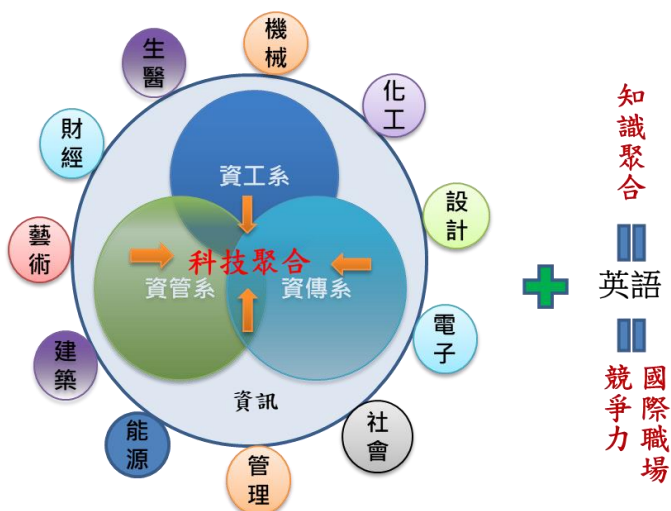 機械
生醫
化工
財經
資工系
設計
藝術
科技聚合
資管系
資傳系
電子
建築
資訊
能源
社會
管理
知識聚合
英語
國際職場
競爭力